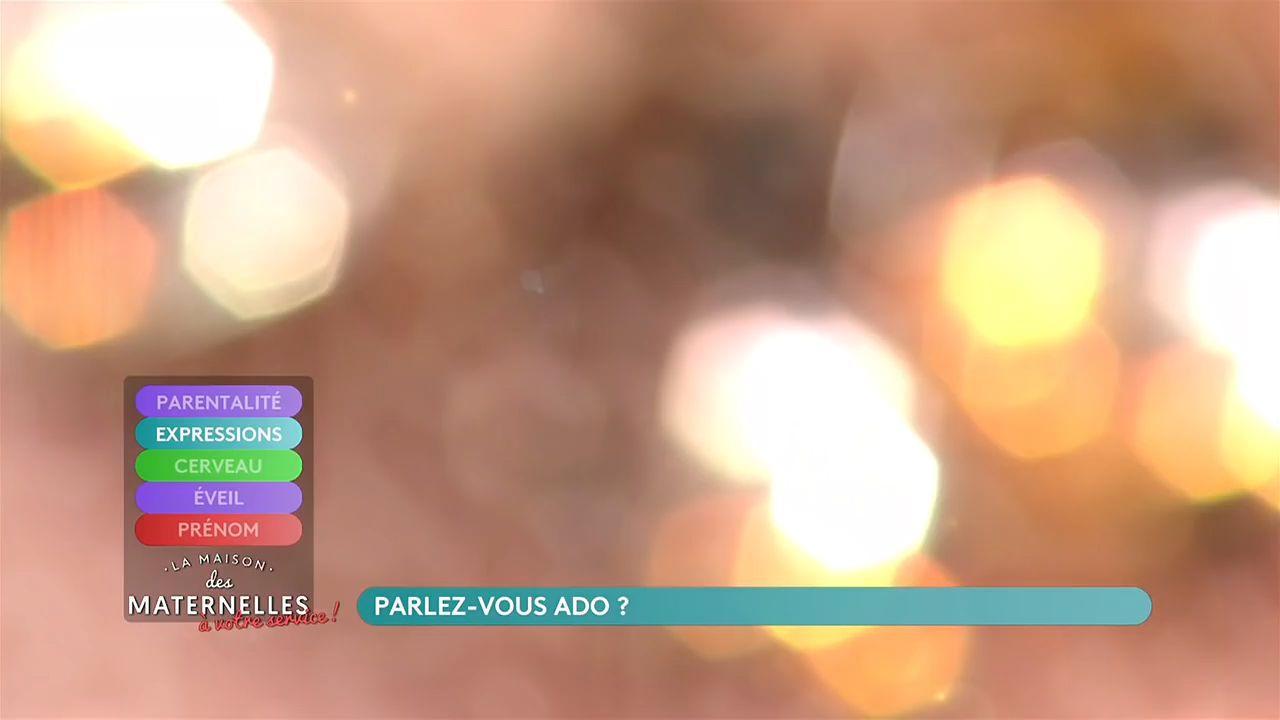 PARENTALITÉ
EXPRESSIONS
CERVEAU
ÉVEIL
PRÉNOM
· LA MAISON ·
des
MATERNELLES
à votre service !
PARLEZ-VOUS ADO ?